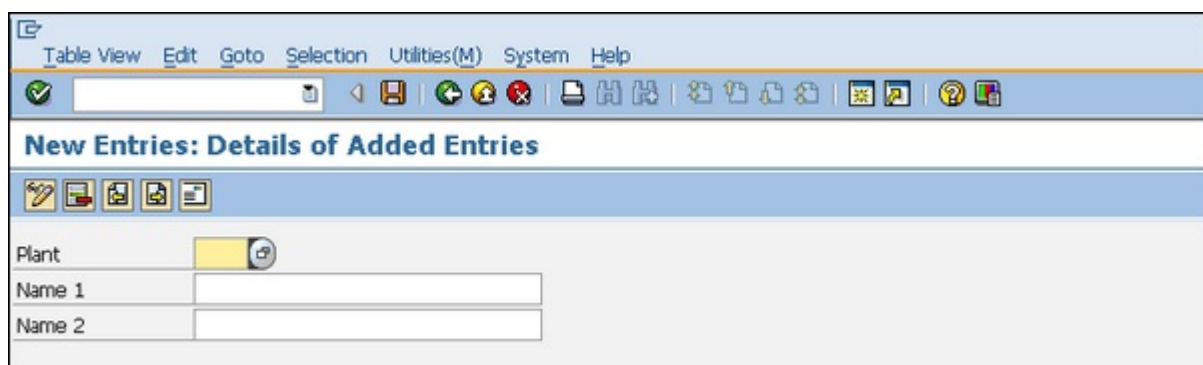 Table View Edit Goto Selection Utilities(M) System Help
New Entries: Details of Added Entries
Plant
Name 1
Name 2